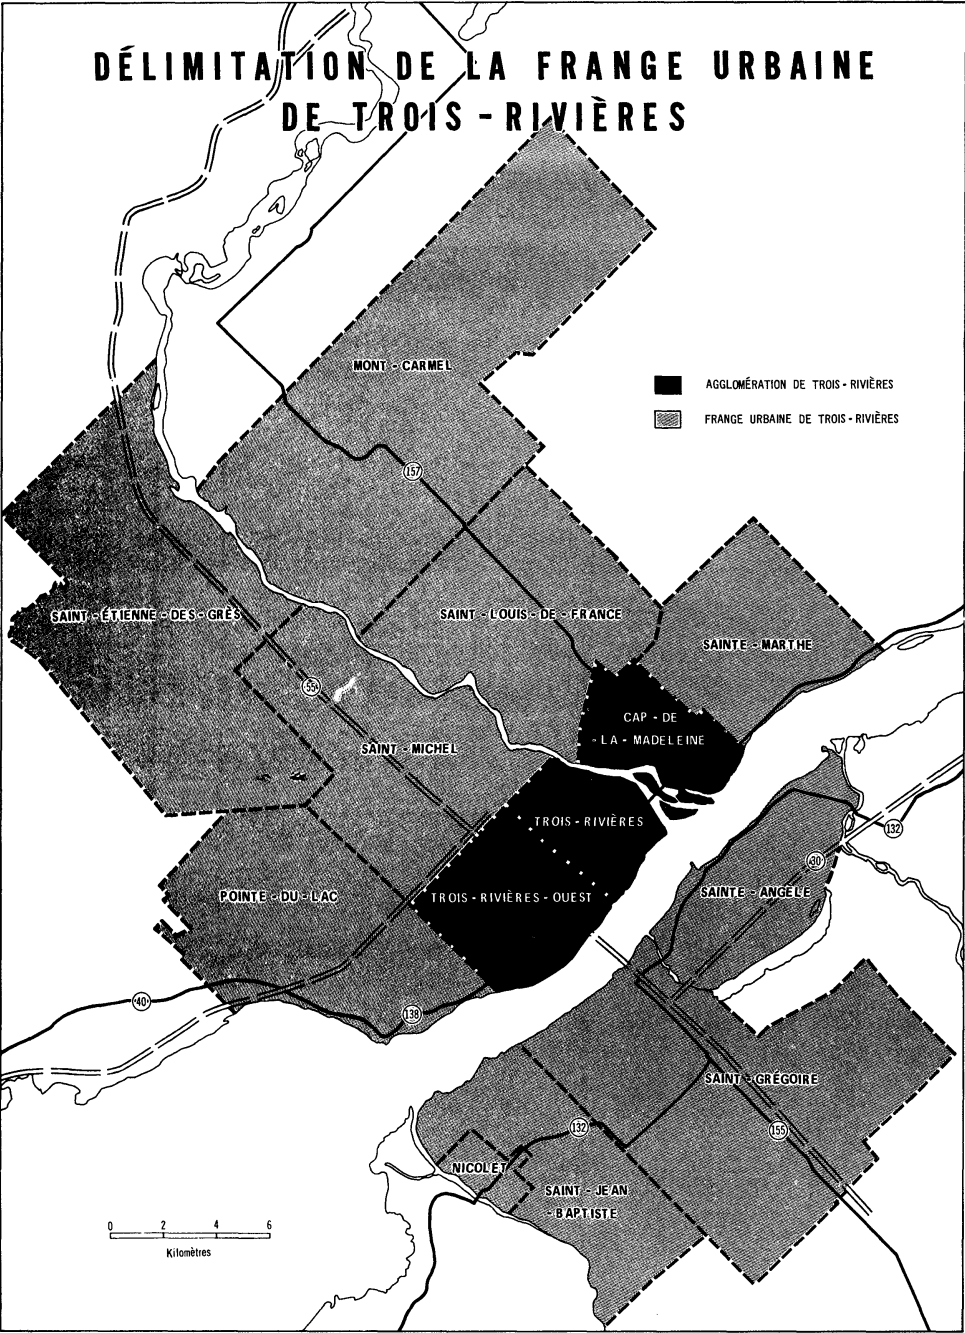 DÉLIMITATION DE LA FRANGE URBAINE
DE TROIS-RIVIÈRES
MONT-CARMEL
AGGLOMÉRATION DE TROIS-RIVIÈRES
FRANGE URBAINE DE TROIS-RIVIÈRES
157
SAINT-ÉTIENNE-DES-GRÈS
SAINT-LOUIS-DE-FRANCE
SAINTE-MARTHE
55
CAP-DE
-LA-MADELEINE
SAINT-MICHEL
TROIS-RIVIÈRES
132
30
POINTE-DU-LAC
TROIS-RIVIÈRES-OUEST
SAINTE-ANGÈLE
40
138
SAINT-GRÉGOIRE
132
155
NICOLET
SAINT-JEAN
-BAPTISTE
0 2 4 6
Kilomètres